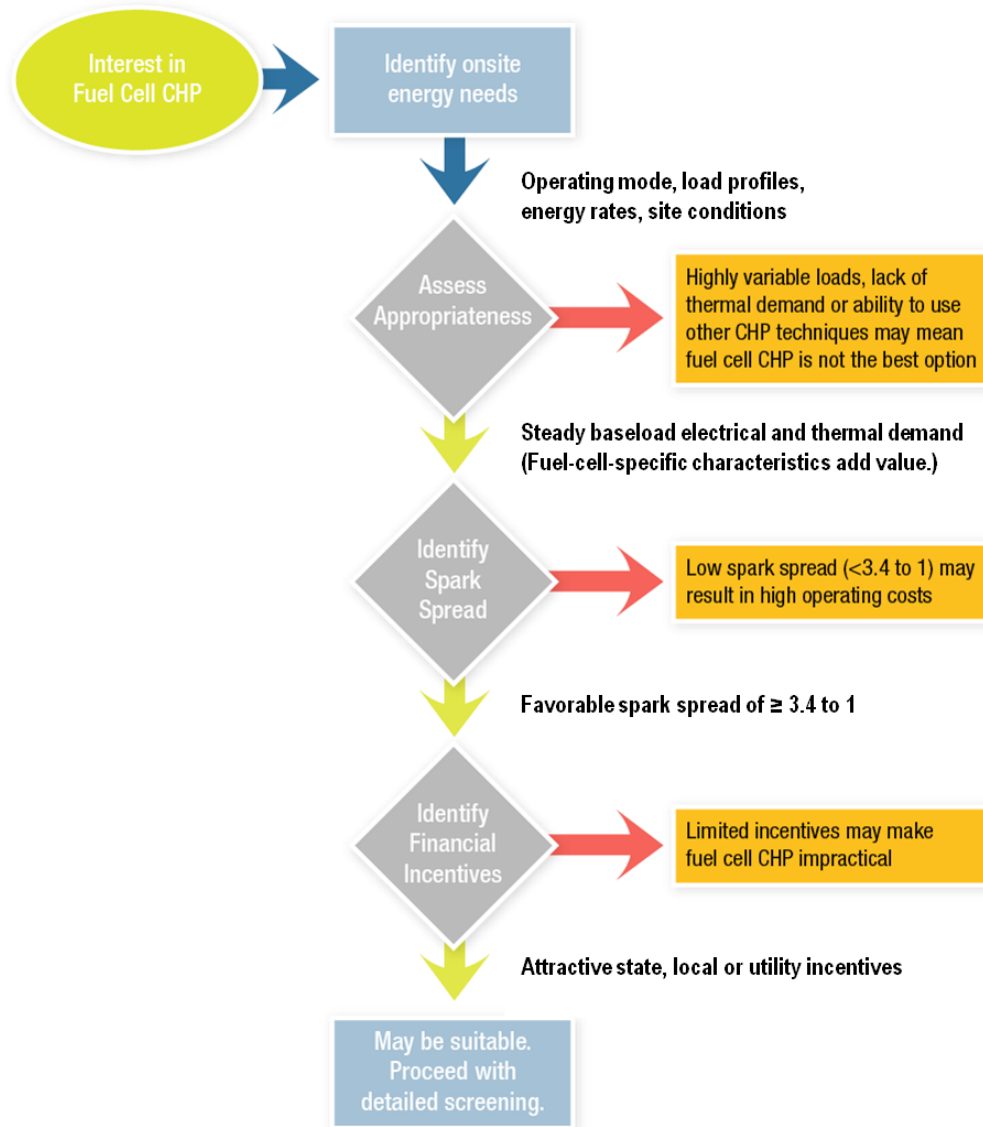 Interest in
Fuel Cell CHP
Identify onsite
energy needs
Operating mode, load profiles,
energy rates, site conditions
Assess
Appropriateness
Highly variable loads, lack of
thermal demand or ability to use
other CHP techniques may mean
fuel cell CHP is not the best option
Steady baseload electrical and thermal demand
(Fuel-cell-specific characteristics add value.)
Identify
Spark
Spread
Low spark spread (<3.4 to 1) may
result in high operating costs
Favorable spark spread of ≥ 3.4 to 1
Identify
Financial
Incentives
Limited incentives may make
fuel cell CHP impractical
Attractive state, local or utility incentives
May be suitable.
Proceed with
detailed screening.